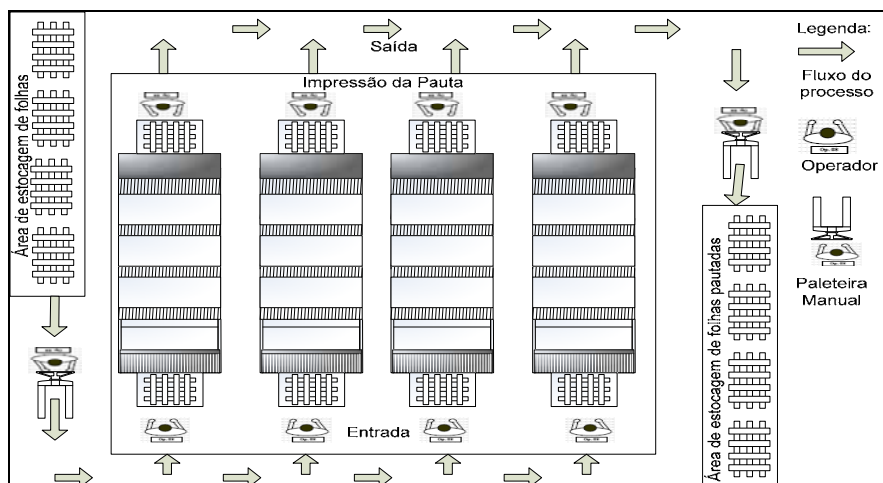 Legenda:
Fluxo do
processo
Operador
Paleteira
Manual
Saída
Impressão da Pauta
Entrada
Área de estocagem de folhas
Área de estocagem de folhas pautadas